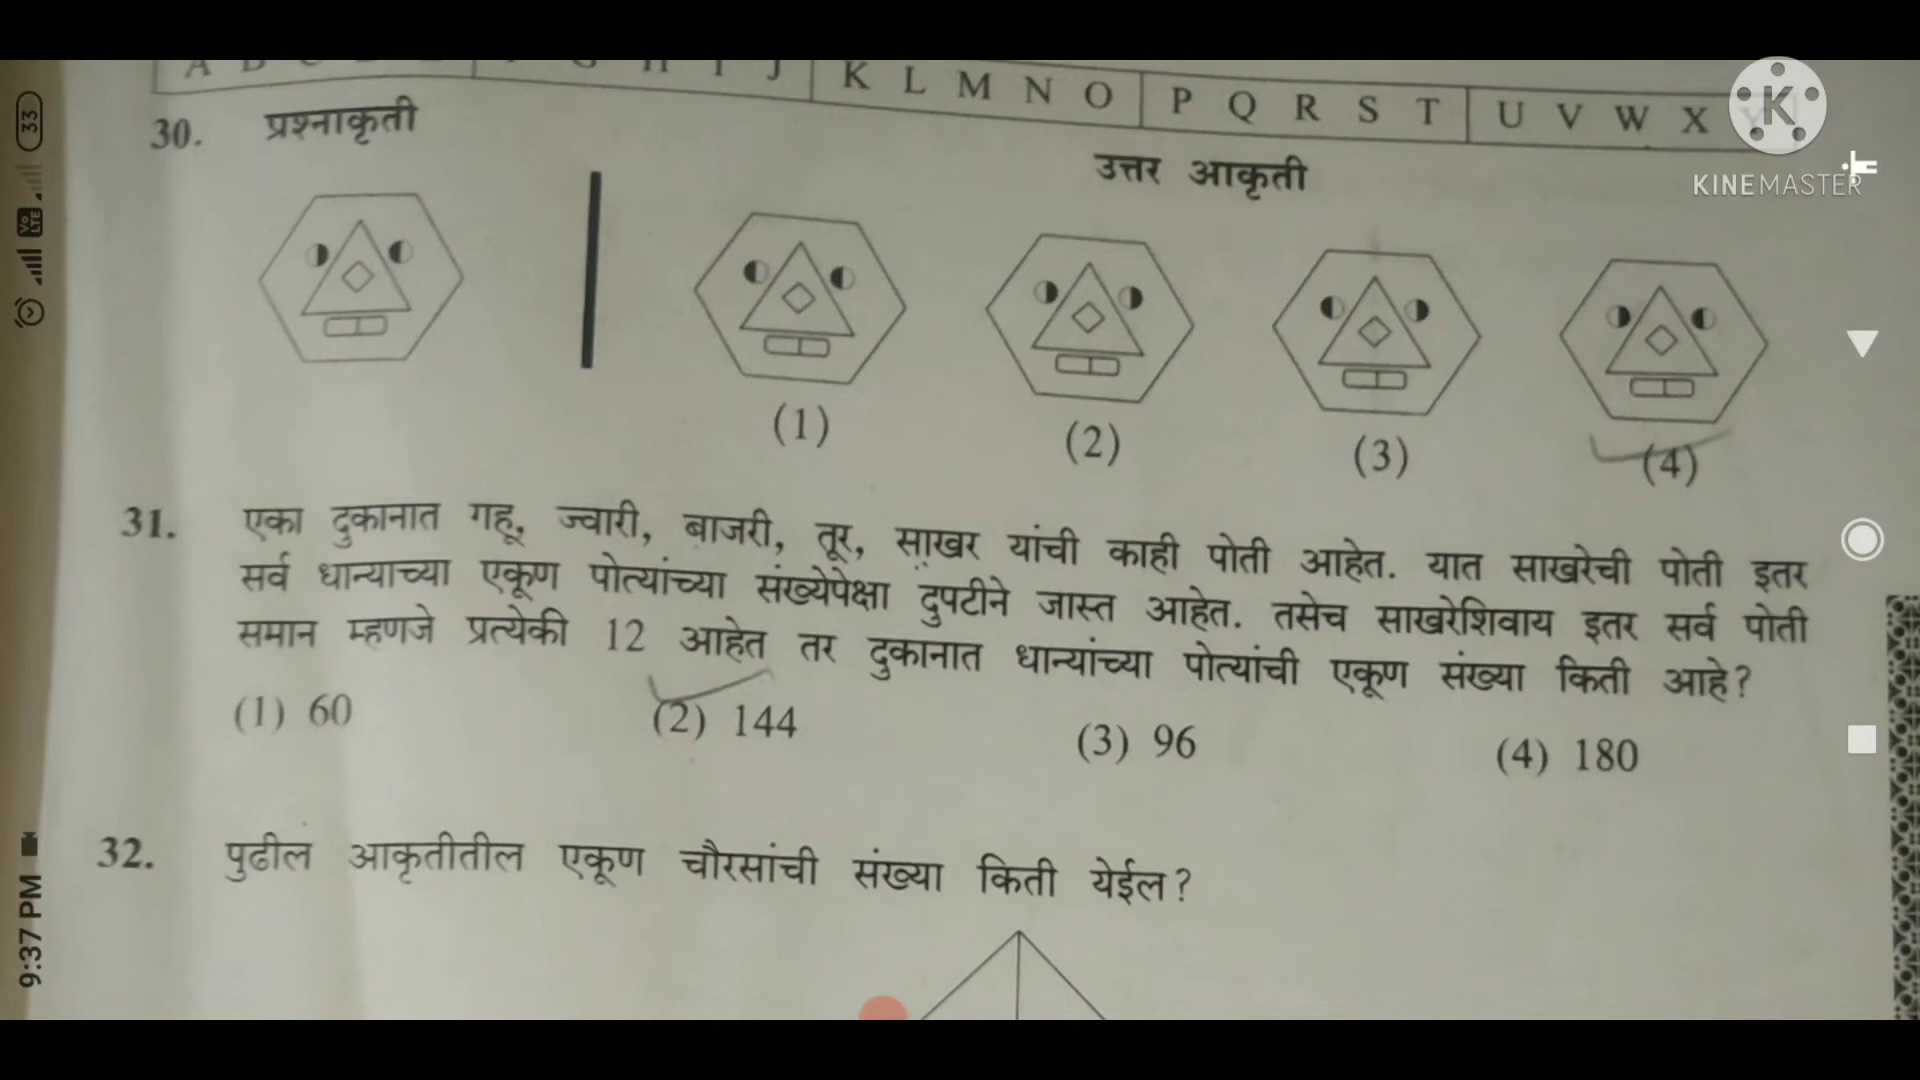 K L M N O P Q R S T U V W X
30. प्रश्नाकृती
उत्तर आकृती
KINEMASTER
(1) (2) (3) (4)
31. एका दुकानात गहू, ज्वारी, बाजरी, तूर, साखर यांची काही पोती आहेत. यात साखरेची पोती इतर
सर्व धान्याच्या एकूण पोत्यांच्या संख्येपेक्षा दुपटीने जास्त आहेत. तसेच साखरेशिवाय इतर सर्व पोती
समान म्हणजे प्रत्येकी 12 आहेत तर दुकानात धान्यांच्या पोत्यांची एकूण संख्या किती आहे?
(1) 60 (2) 144 (3) 96 (4) 180
32. पुढील आकृतीतील एकूण चौरसांची संख्या किती येईल?
9:37 PM
33
Vo LTE
K